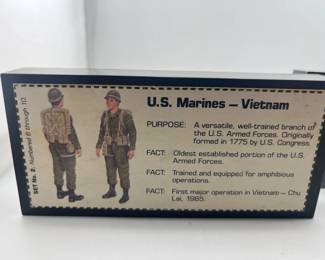 U.S. Marines — Vietnam
PURPOSE: A versatile, well-trained branch of
the U.S. Armed Forces. Originally
formed in 1775 by U.S. Congress.
FACT: Oldest established portion of the U.S.
Armed Forces.
FACT: Trained and equipped for amphibious
operations.
FACT: First major operation in Vietnam — Chu
Lai, 1965.
SET No. 2. Numbered 6 through 10.